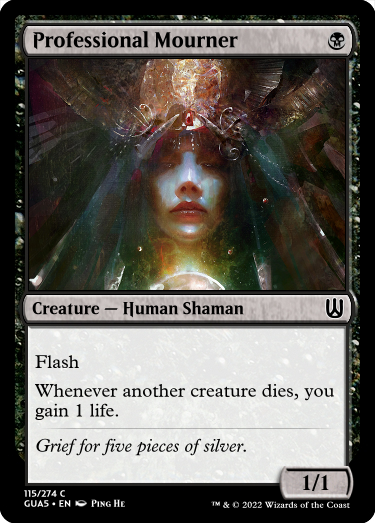 Professional Mourner
Creature — Human Shaman
Flash
Whenever another creature dies, you
gain 1 life.
Grief for five pieces of silver.
1/1
115/274 C
GUA5 • EN Ping He
™ & © 2022 Wizards of the Coast